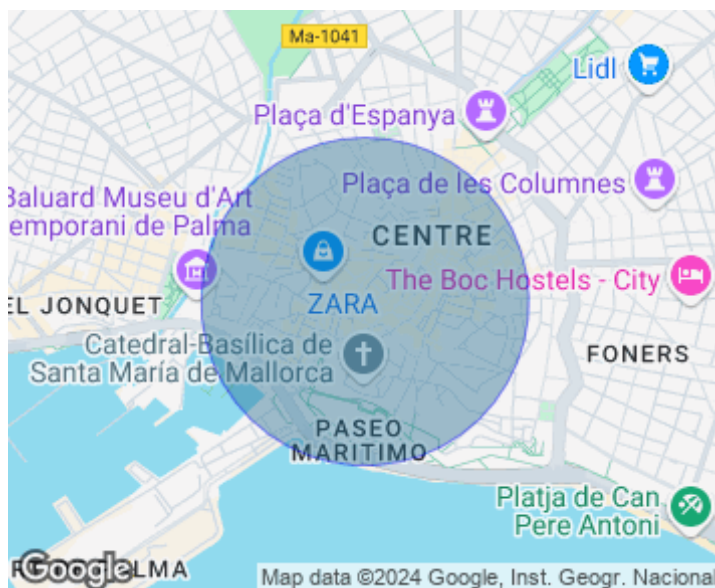 Ma-1041
Lidl
Plaça d'Espanya
Plaça de les Columnes
Baluard Museu d'Art
emporani de Palma
CENTRE
The Boc Hostels - City
EL JONQUET
ZARA
Catedral-Basílica de
Santa María de Mallorca
FONERS
PASEO
MARITIMO
Platja de Can
Pere Antoni
Google
LMA
Map data ©2024 Google, Inst. Geogr. Nacional